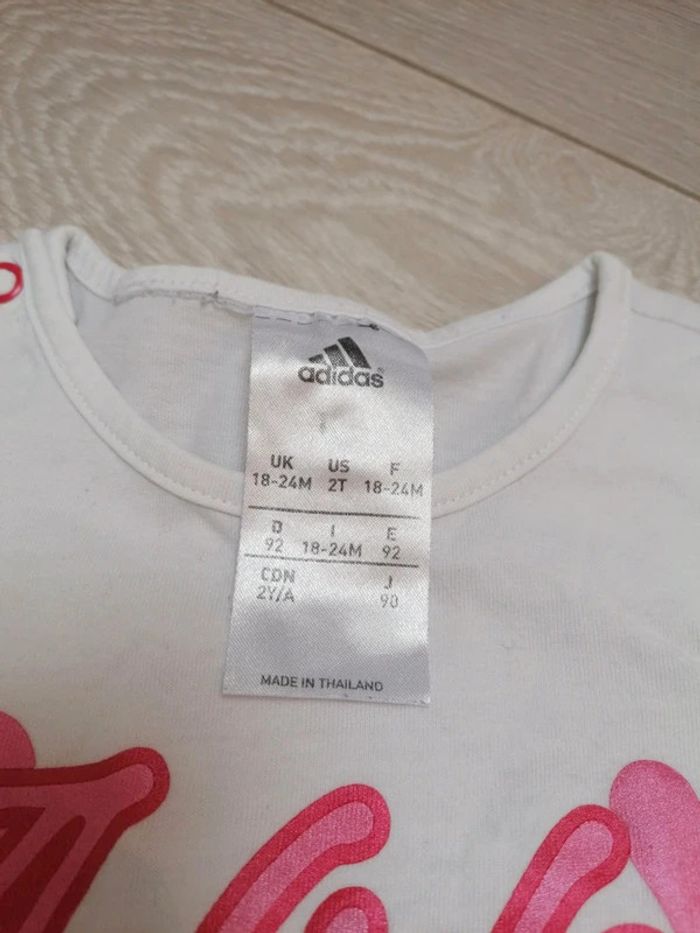 adidas
UK US F
18-24M 2T 18-24M
D I E
92 18-24M 92
CDN J
2Y/A 90
MADE IN THAILAND